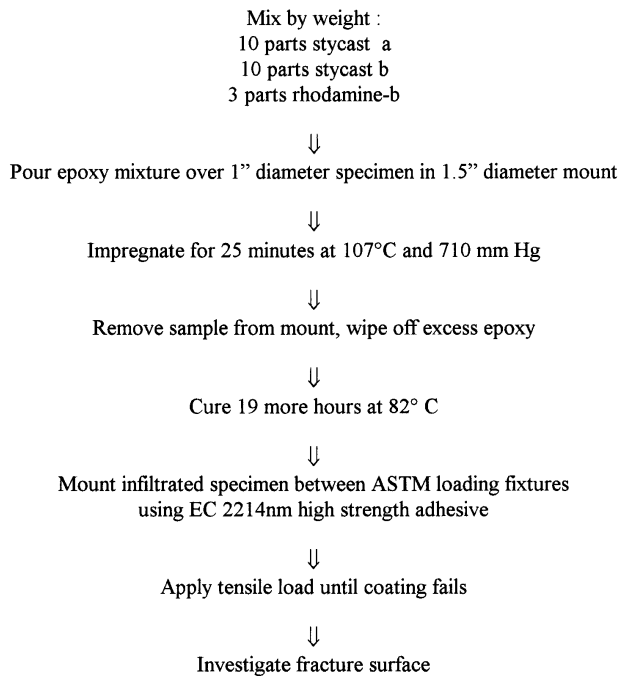 Mix by weight :
10 parts stycast a
10 parts stycast b
3 parts rhodamine-b
⇓
Pour epoxy mixture over 1” diameter specimen in 1.5” diameter mount
⇓
Impregnate for 25 minutes at 107°C and 710 mm Hg
⇓
Remove sample from mount, wipe off excess epoxy
⇓
Cure 19 more hours at 82° C
⇓
Mount infiltrated specimen between ASTM loading fixtures
using EC 2214nm high strength adhesive
⇓
Apply tensile load until coating fails
⇓
Investigate fracture surface